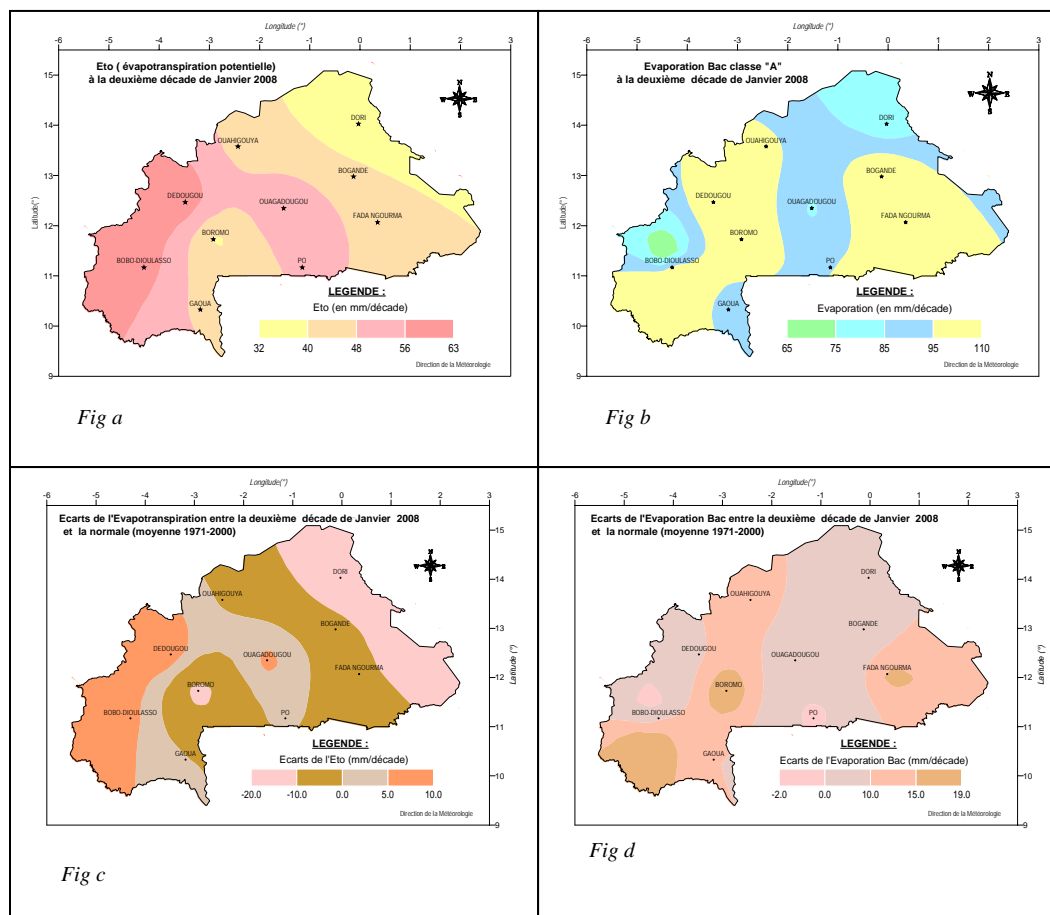 Longitude (°)
-6 -5 -4 -3 -2 -1 0 1 2 3
Eto ( évapotranspiration potentielle)
à la deuxième décade de Janvier 2008
N
W E
S
15
14
13
12
11
10
9
Latitude(°)
DORI
OUAHIGOUYA
BOGANDE
DEDOUGOU
OUAGADOUGOU
FADA NGOURMA
BOROMO
BOBO-DIOULASSO
PO
GAOUA
LEGENDE :
Eto (en mm/décade)
32 40 48 56 63
Direction de la Météorologie
Fig a
Longitude (°)
-6 -5 -4 -3 -2 -1 0 1 2 3
Evaporation Bac classe "A"
à la deuxième décade de Janvier 2008
N
W E
S
15
14
13
12
11
10
9
Latitude(°)
DORI
OUAHIGOUYA
BOGANDE
DEDOUGOU
OUAGADOUGOU
FADA NGOURMA
BOROMO
BOBO-DIOULASSO
PO
GAOUA
LEGENDE :
Evaporation (en mm/décade)
65 75 85 95 110
Direction de la Météorologie
Fig b
Longitude(°)
-6 -5 -4 -3 -2 -1 0 1 2 3
Ecarts de l'Evapotranspiration entre la deuxième décade de Janvier 2008
et la normale (moyenne 1971-2000)
N
W E
S
15
14
13
12
11
10
9
Latitude (°)
DORI
OUAHIGOUYA
BOGANDE
DEDOUGOU
OUAGADOUGOU
FADA NGOURMA
BOROMO
BOBO-DIOULASSO
PO
GAOUA
LEGENDE :
Ecarts de l'Eto (mm/décade)
-20.0 -10.0 0.0 5.0 10.0
Direction de la Météorologie
Fig c
Longitude(°)
-6 -5 -4 -3 -2 -1 0 1 2 3
Ecarts de l'Evaporation Bac entre la deuxième décade de Janvier 2008
et la normale (moyenne 1971-2000)
N
W E
S
15
14
13
12
11
10
9
Latitude (°)
DORI
OUAHIGOUYA
BOGANDE
DEDOUGOU
OUAGADOUGOU
FADA NGOURMA
BOROMO
BOBO-DIOULASSO
PO
GAOUA
LEGENDE :
Ecarts de l'Evaporation Bac (mm/décade)
-2.0 0.0 10.0 15.0 19.0
Direction de la Météorologie
Fig d